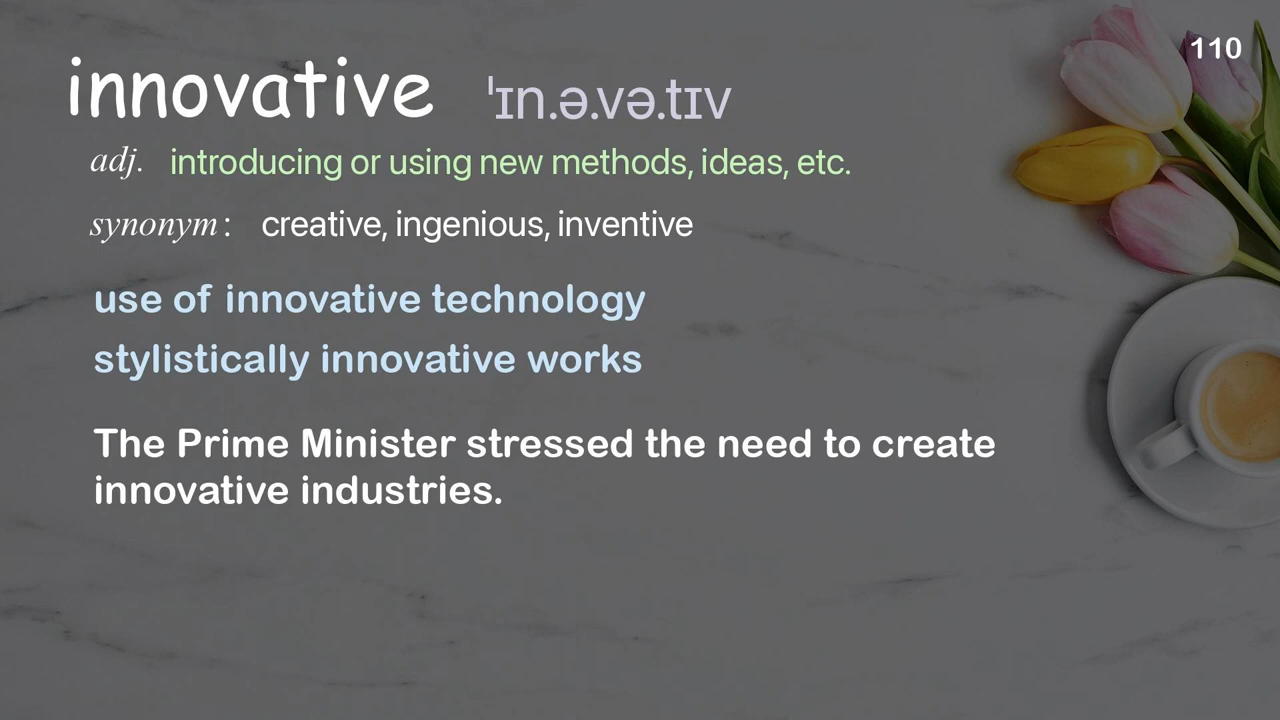 110
innovative ˈɪn.ə.və.tɪv
adj. introducing or using new methods, ideas, etc.
synonym: creative, ingenious, inventive
use of innovative technology
stylistically innovative works
The Prime Minister stressed the need to create
innovative industries.